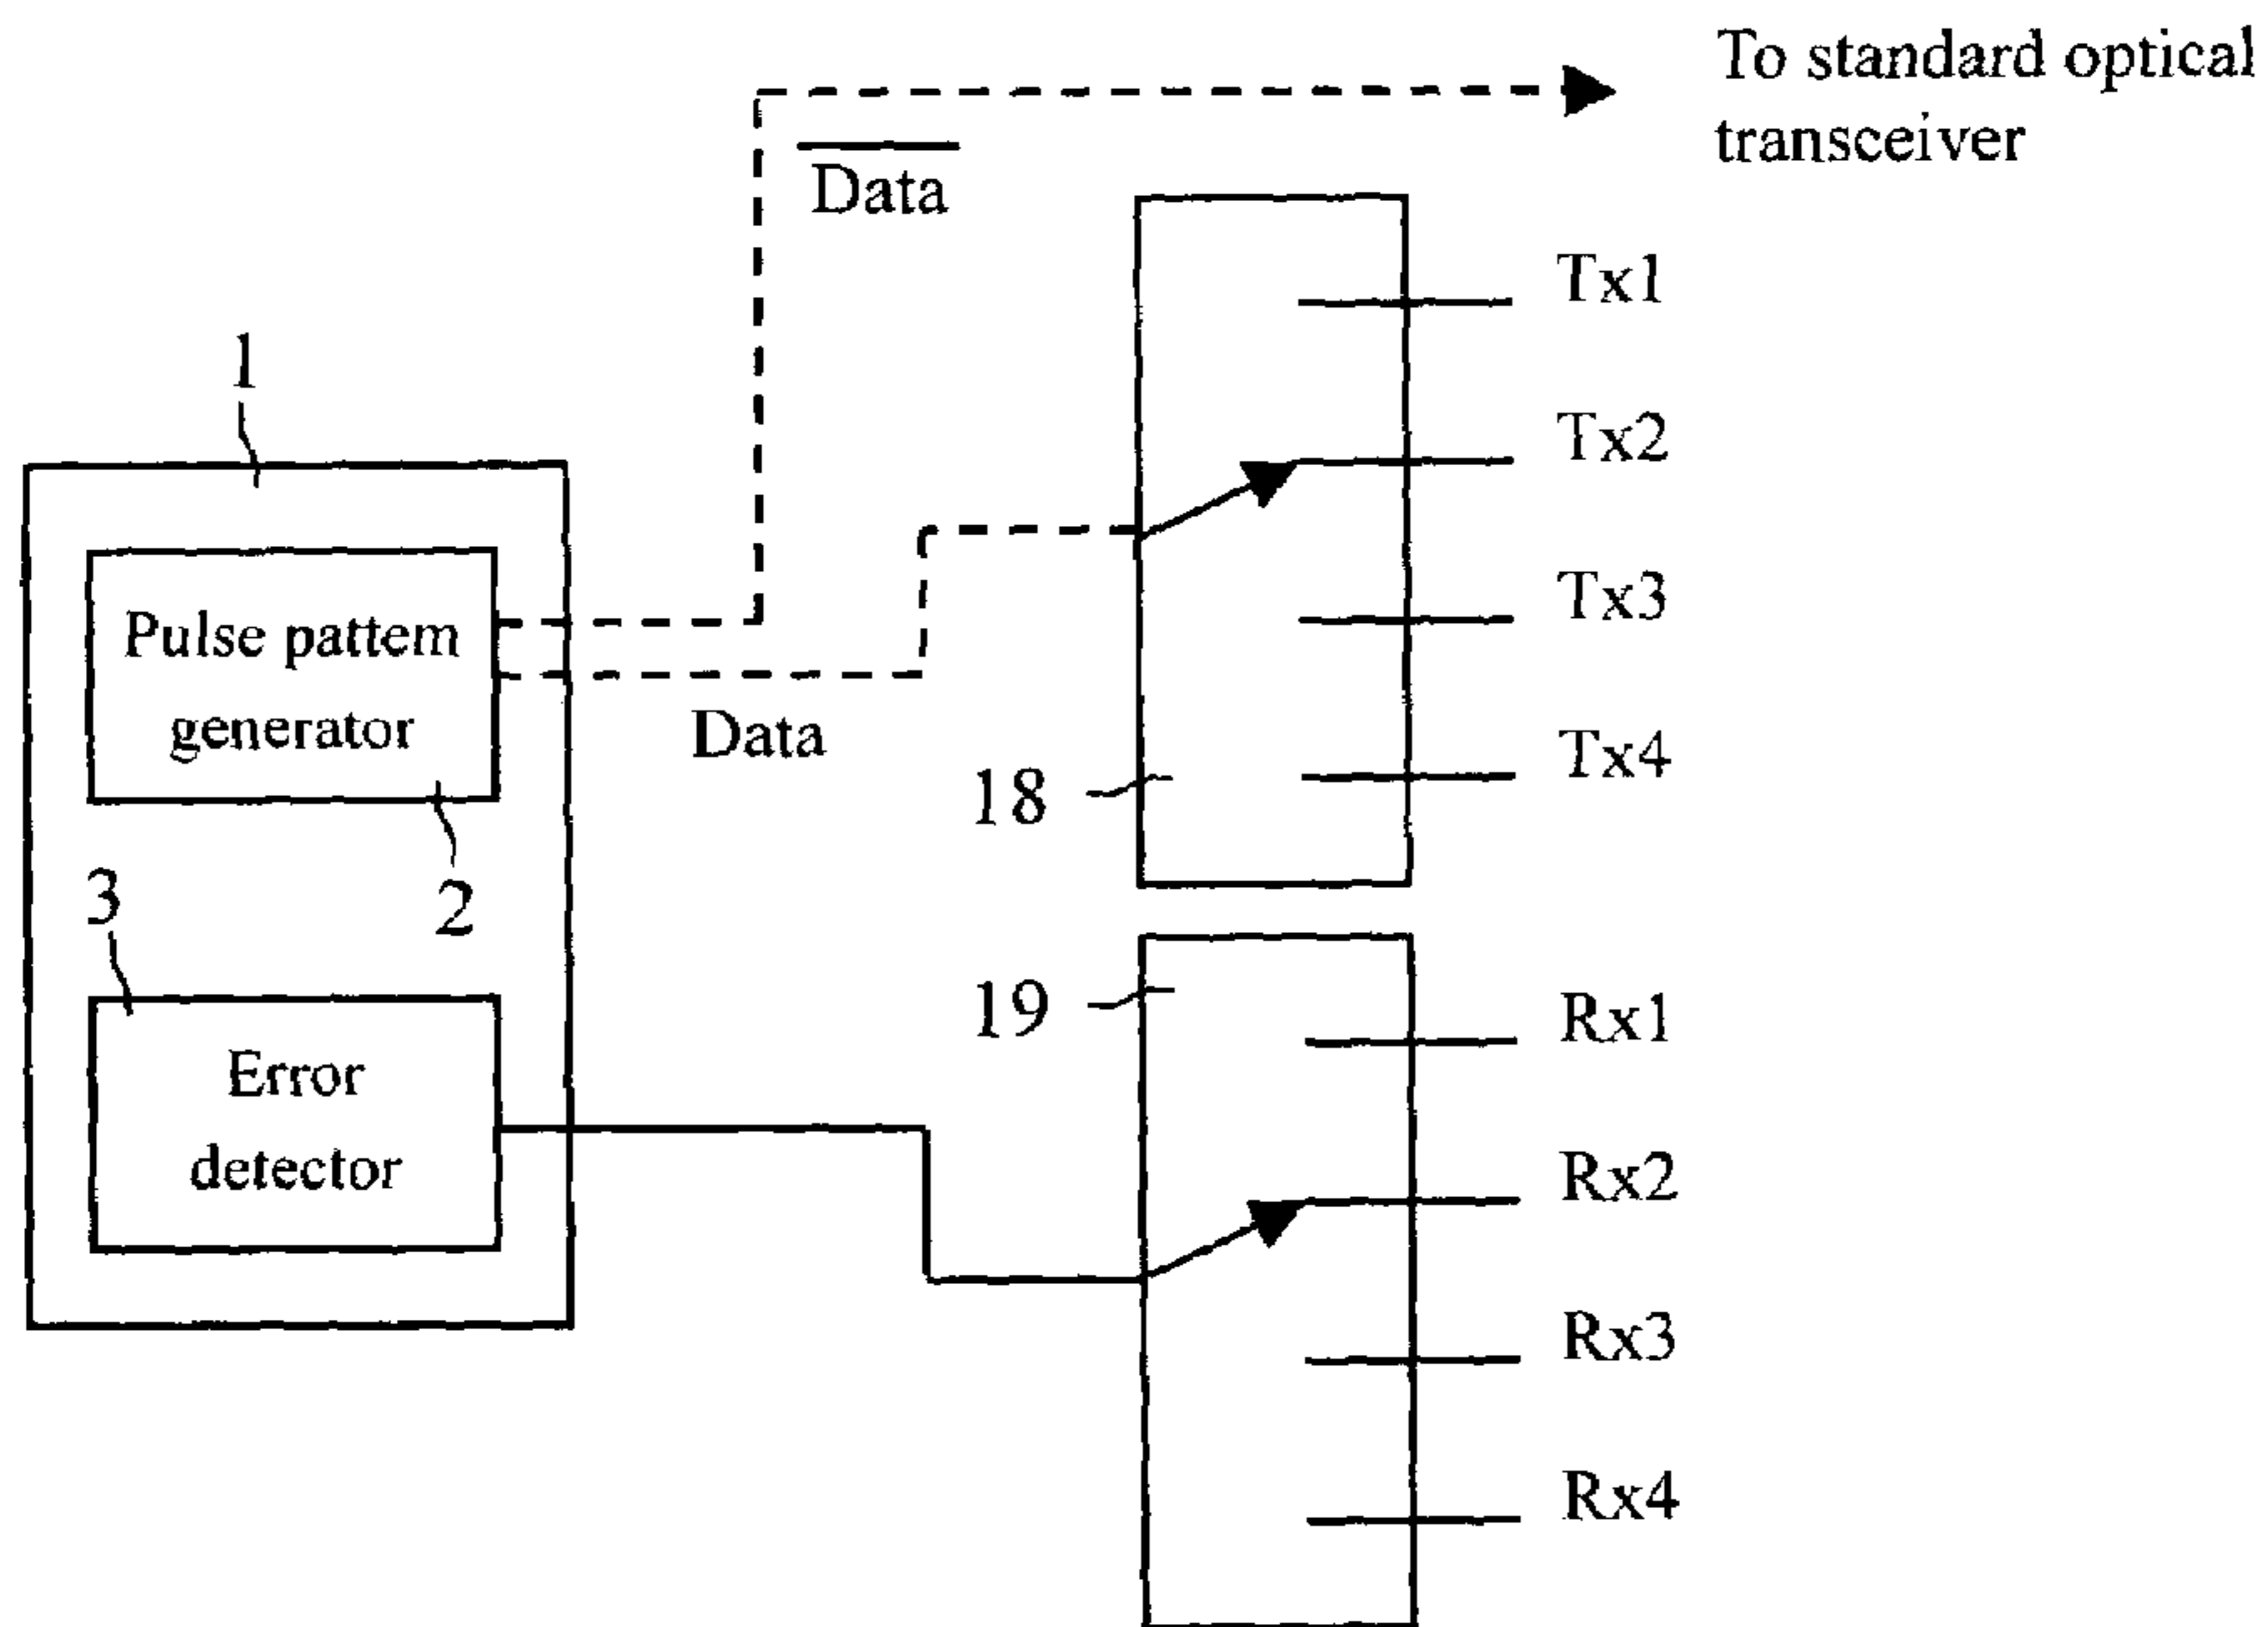 To standard optical
transceiver
Data
Tx1
1
Tx2
Pulse pattem
generator
Tx3
Data
Tx4
18
3
2
19
Rx1
Error
detector
Rx2
Rx3
Rx4